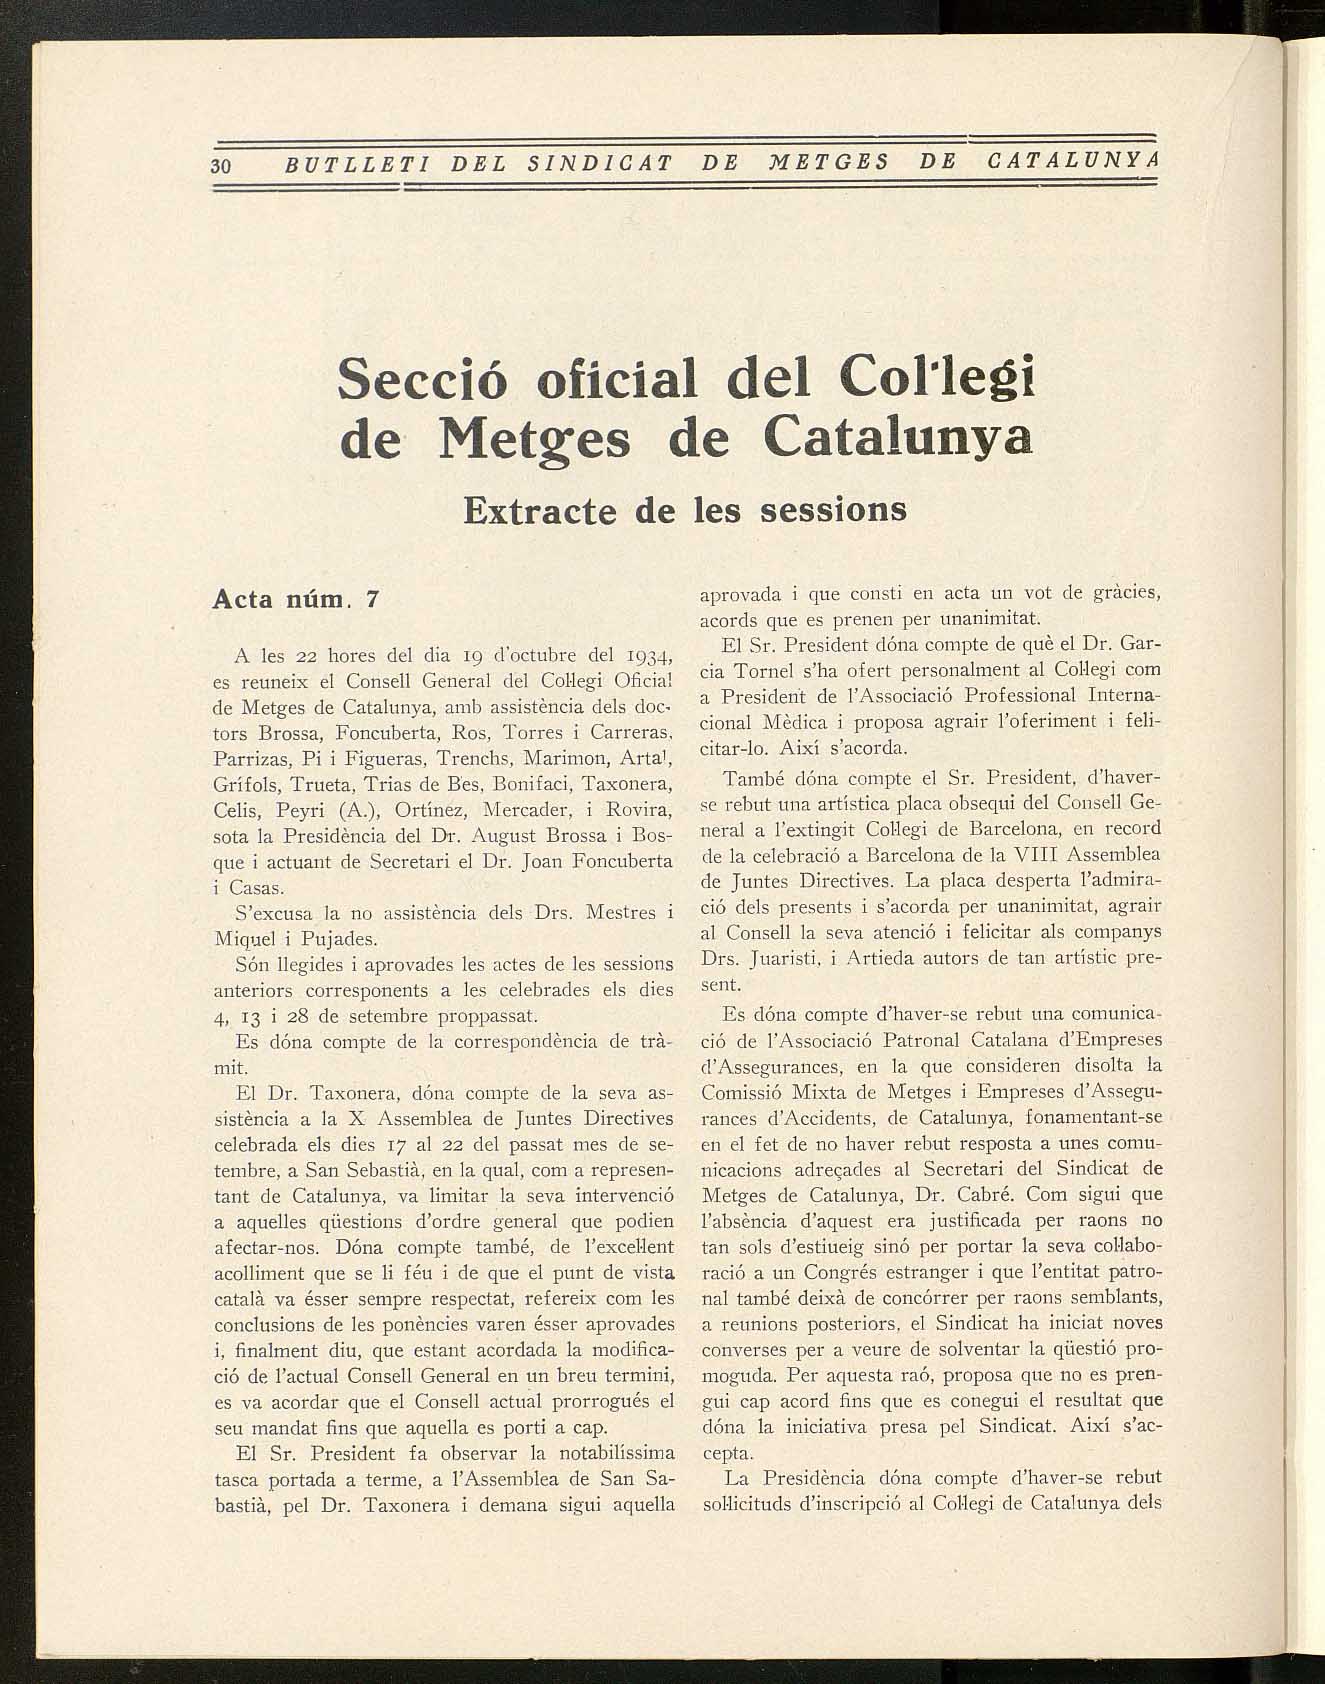 30 BUTLLETI DEL SINDICAT DE METGES DE CATALUNYA
Secció oficial del Col·legi
de Metges de Catalunya
Extracte de les sessions
Acta núm. 7
A les 22 hores del dia 19 d'octubre del 1934,
es reuneix el Consell General del Col·legi Oficial
de Metges de Catalunya, amb assistència dels doc-
tors Brossa, Foncuberta, Ros, Torres i Carreras,
Parrizas, Pi i Figueras, Trenchs, Marimon, Artal,
Grífols, Trueta, Trias de Bes, Bonifaci, Taxonera,
Celis, Peyri (A.), Ortínez, Mercader, i Rovira,
sota la Presidència del Dr. August Brossa i Bos-
que i actuant de Secretari el Dr. Joan Foncuberta
i Casas.
S'excusa la no assistència dels Drs. Mestres i
Miquel i Pujades.
Són llegides i aprovades les actes de les sessions
anteriors corresponents a les celebrades els dies
4, 13 i 28 de setembre proppassat.
Es dóna compte de la correspondència de trà-
mit.
El Dr. Taxonera, dóna compte de la seva as-
sistència a la X Assemblea de Juntes Directives
celebrada els dies 17 al 22 del passat mes de se-
tembre, a San Sebastià, en la qual, com a represen-
tant de Catalunya, va limitar la seva intervenció
a aquelles qüestions d'ordre general que podien
afectar-nos. Dóna compte també, de l'excel·lent
acolliment que se li féu i de que el punt de vista
català va ésser sempre respectat, refereix com les
conclusions de les ponències varen ésser aprovades
i, finalment diu, que estant acordada la modifica-
ció de l'actual Consell General en un breu termini,
es va acordar que el Consell actual prorrogués el
seu mandat fins que aquella es porti a cap.
El Sr. President fa observar la notabilíssima
tasca portada a terme, a l'Assemblea de San Sa-
bastià, pel Dr. Taxonera i demana sigui aquella
aprovada i que consti en acta un vot de gràcies,
acords que es prenen per unanimitat.
El Sr. President dóna compte de què el Dr. Gar-
cia Tornel s'ha ofert personalment al Col·legi com
a President de l'Associació Professional Interna-
cional Mèdica i proposa agrair l'oferiment i feli-
citar-lo. Així s'acorda.
També dóna compte el Sr. President, d'haver-
se rebut una artística placa obsequi del Consell Ge-
neral a l'extingit Col·legi de Barcelona, en record
de la celebració a Barcelona de la VIII Assemblea
de Juntes Directives. La placa desperta l'admira-
ció dels presents i s'acorda per unanimitat, agrair
al Consell la seva atenció i felicitar als companys
Drs. Juaristi, i Artieda autors de tan artístic pre-
sent.
Es dóna compte d'haver-se rebut una comunica-
ció de l'Associació Patronal Catalana d'Empreses
d'Assegurances, en la que consideren disolta la
Comissió Mixta de Metges i Empreses d'Assegu-
rances d'Accidents, de Catalunya, fonamentant-se
en el fet de no haver rebut resposta a unes comu-
nicacions adreçades al Secretari del Sindicat de
Metges de Catalunya, Dr. Cabré. Com sigui que
l'absència d'aquest era justificada per raons no
tan sols d'estiueig sinó per portar la seva col·labo-
ració a un Congrés estranger i que l'entitat patro-
nal també deixà de concórrer per raons semblants,
a reunions posteriors, el Sindicat ha iniciat noves
converses per a veure de solventar la qüestió pro-
moguda. Per aquesta raó, proposa que no es pren-
gui cap acord fins que es conegui el resultat que
dóna la iniciativa presa pel Sindicat. Així s'ac-
cepta.
La Presidència dóna compte d'haver-se rebut
sol·licituds d'inscripció al Col·legi de Catalunya dels